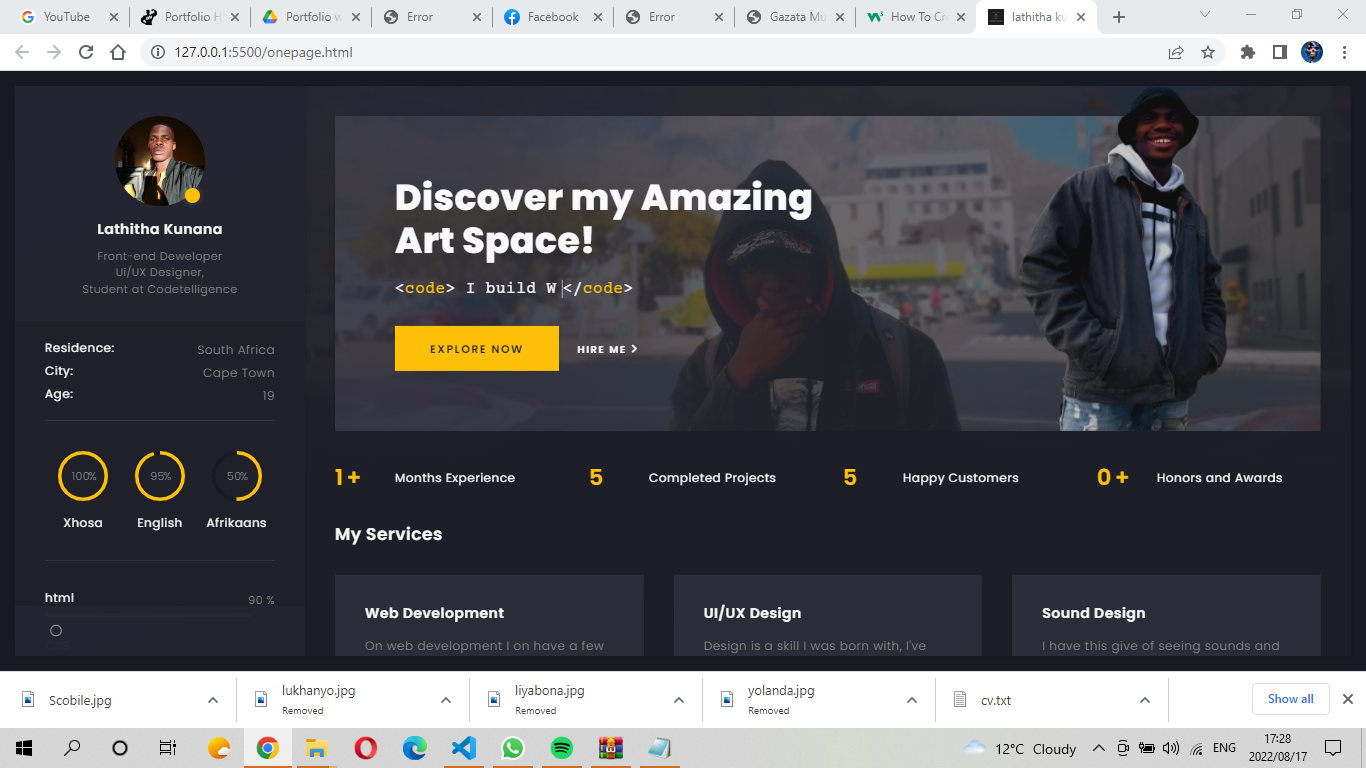 YouTube
Portfolio H
Portfolio w
Error
Facebook
Error
Gazata Mu
How To Cr
lathitha ku
127.0.0.1:5500/onepage.html
Lathitha Kunana
Front-end Deweloper
Ui/UX Designer,
Student at Codetelligence
Residence: South Africa
City: Cape Town
Age: 19
100% 95% 50%
Xhosa English Afrikaans
html 90 %
Discover my Amazing
Art Space!
<code> I build W </code>
EXPLORE NOW
HIRE ME
1 + Months Experience
5 Completed Projects
5 Happy Customers
0 + Honors and Awards
My Services
Web Development
On web development I on have a few
UI/UX Design
Design is a skill I was born with, I've
Sound Design
I have this give of seeing sounds and
Scobile.jpg
lukhanyo.jpg
Removed
liyabona.jpg
Removed
yolanda.jpg
Removed
cv.txt
Show all
12°C Cloudy
ENG
17:28
2022/08/17